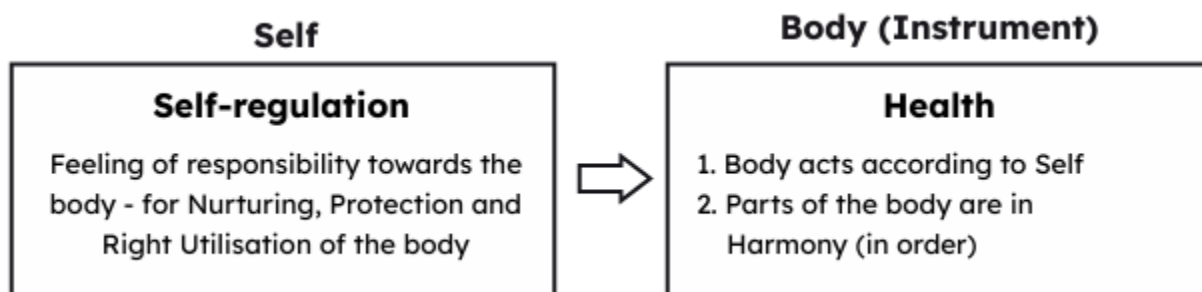 Self
Self-regulation
Feeling of responsibility towards the
body - for Nurturing, Protection and
Right Utilisation of the body
Body (Instrument)
Health
1. Body acts according to Self
2. Parts of the body are in
Harmony (in order)